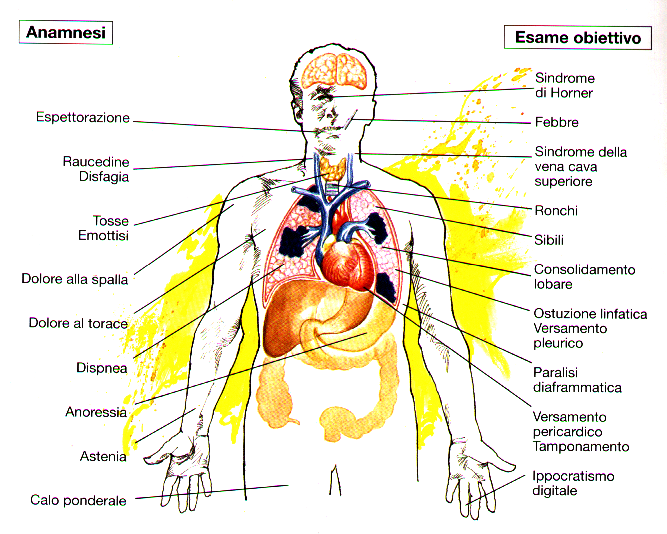 Anamnesi
Espettorazione
Raucedine
Disfagia
Tosse
Emottisi
Dolore alla spalla
Dolore al torace
Dispnea
Anoressia
Astenia
Calo ponderale
Esame obiettivo
Sindrome
di Horner
Febbre
Sindrome della
vena cava
superiore
Ronchi
Sibili
Consolidamento
lobare
Ostuzione linfatica
Versamento
pleurico
Paralisi
diaframmatica
Versamento
pericardico
Tamponamento
Ippocratismo
digitale